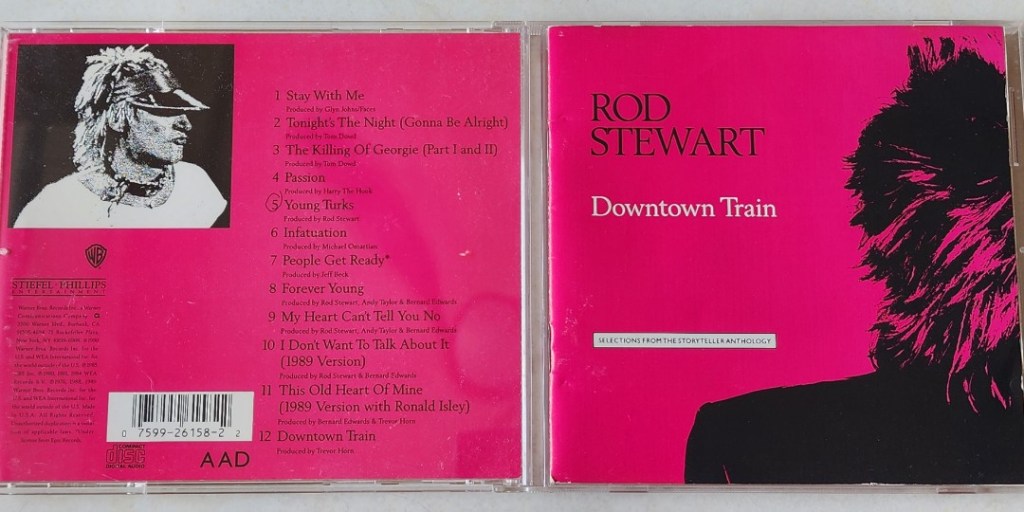 1 Stay With Me
Produced by Glyn Johns/Faces
2 Tonight's The Night (Gonna Be Alright)
Produced by Tom Dowd
3 The Killing Of Georgie (Part I and II)
Produced by Tom Dowd
4 Passion
Produced by Harry The Hook
5 Young Turks
Produced by Rod Stewart
6 Infatuation
Produced by Michael Omartian
7 People Get Ready*
Produced by Jeff Beck
8 Forever Young
Produced by Rod Stewart, Andy Taylor & Bernard Edwards
9 My Heart Can't Tell You No
Produced by Rod Stewart, Andy Taylor & Bernard Edwards
10 I Don't Want To Talk About It
(1989 Version)
Produced by Rod Stewart & Bernard Edwards
11 This Old Heart Of Mine
(1989 Version with Ronald Isley)
Produced by Bernard Edwards & Trevor Horn
12 Downtown Train
Produced by Trevor Horn
WB
STIEFEL·PHILLIPS
ENTERTAINMENT
0 7599-26158-2 2
COMPACT
disc
DIGITAL AUDIO
AAD
ROD
STEWART
Downtown Train
SELECTIONS FROM THE STORYTELLER ANTHOLOGY